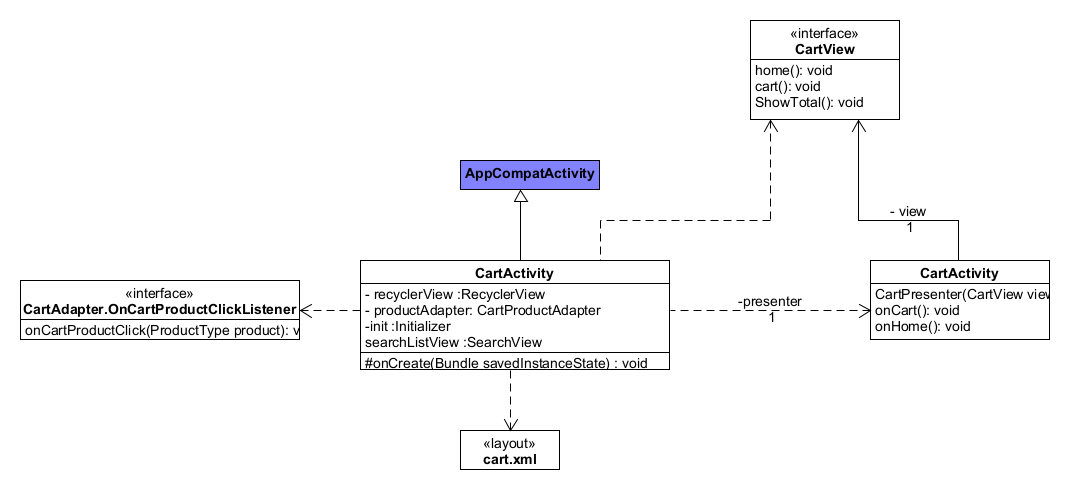 «interface»
CartView
home(): void
cart(): void
ShowTotal(): void
AppCompatActivity
- view
1
«interface»
CartAdapter.OnCartProductClickListener
onCartProductClick(ProductType product): v
CartActivity
- recyclerView :RecyclerView
- productAdapter: CartProductAdapter
-init :Initializer
searchListView :SearchView
#onCreate(Bundle savedInstanceState) : void
-presenter
1
CartActivity
CartPresenter(CartView view
onCart(): void
onHome(): void
«layout»
cart.xml